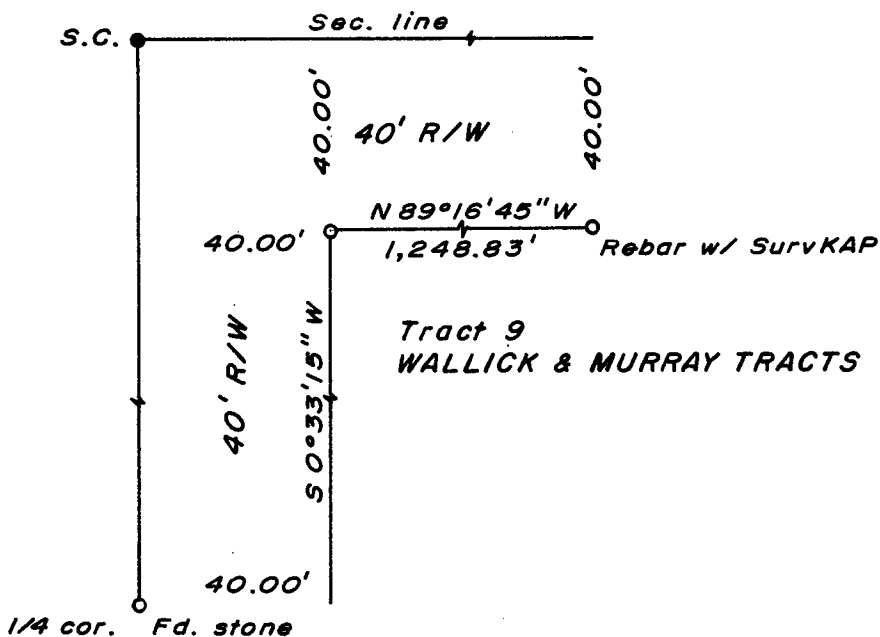 Sec. line
S.C.
40.00'
40.00'
40' R/W
N 89°16'45" W
40.00'
1,248.83'
Rebar w/ SurvKAP
Tract 9
WALLICK & MURRAY TRACTS
40' R/W
S 0°33'15" W
40.00'
1/4 cor. Fd. stone